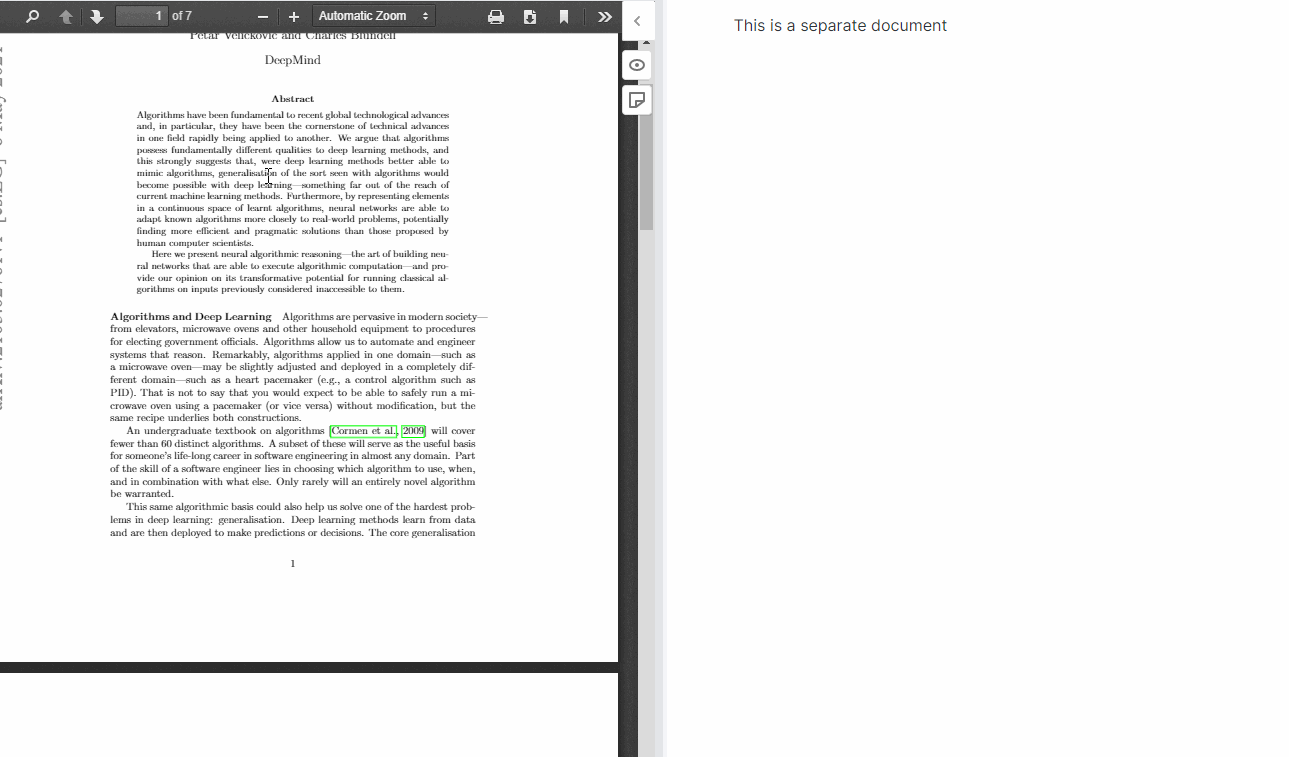 1 of 7
Automatic Zoom
Petar Veličković and Charles Blundell
DeepMind
Abstract
Algorithms have been fundamental to recent global technological advances
and, in particular, they have been the cornerstone of technical advances
in one field rapidly being applied to another. We argue that algorithms
possess fundamentally different qualities to deep learning methods, and
this strongly suggests that, were deep learning methods better able to
mimic algorithms, generalisation of the sort seen with algorithms would
become possible with deep learning—something far out of the reach of
current machine learning methods. Furthermore, by representing elements
in a continuous space of learnt algorithms, neural networks are able to
adapt known algorithms more closely to real-world problems, potentially
finding more efficient and pragmatic solutions than those proposed by
human computer scientists.
Here we present neural algorithmic reasoning—the art of building neu-
ral networks that are able to execute algorithmic computation—and pro-
vide our opinion on its transformative potential for running classical al-
gorithms on inputs previously considered inaccessible to them.
Algorithms and Deep Learning Algorithms are pervasive in modern society—
from elevators, microwave ovens and other household equipment to procedures
for electing government officials. Algorithms allow us to automate and engineer
systems that reason. Remarkably, algorithms applied in one domain—such as
a microwave oven—may be slightly adjusted and deployed in a completely dif-
ferent domain—such as a heart pacemaker (e.g., a control algorithm such as
PID). That is not to say that you would expect to be able to safely run a mi-
crowave oven using a pacemaker (or vice versa) without modification, but the
same recipe underlies both constructions.
An undergraduate textbook on algorithms [Cormen et al., 2009] will cover
fewer than 60 distinct algorithms. A subset of these will serve as the useful basis
for someone's life-long career in software engineering in almost any domain. Part
of the skill of a software engineer lies in choosing which algorithm to use, when,
and in combination with what else. Only rarely will an entirely novel algorithm
be warranted.
This same algorithmic basis could also help us solve one of the hardest prob-
lems in deep learning: generalisation. Deep learning methods learn from data
and are then deployed to make predictions or decisions. The core generalisation
1
This is a separate document